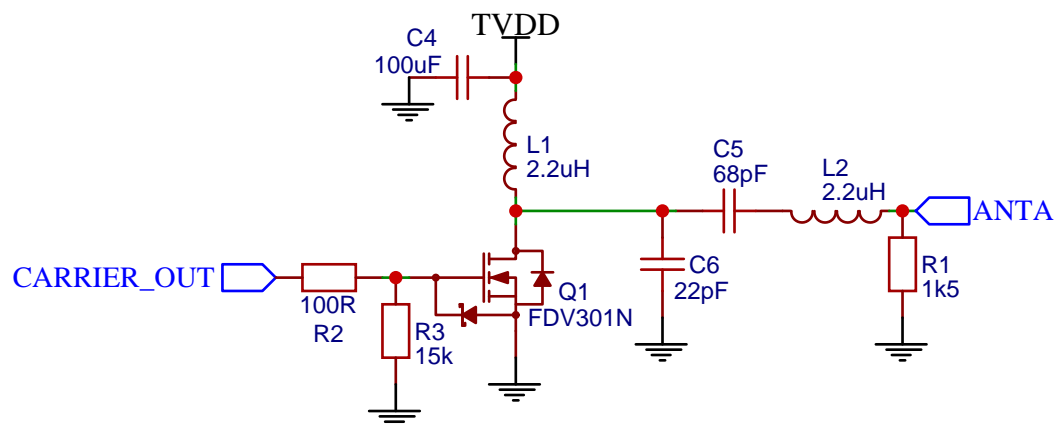 TVDD
C4
100uF
L1
2.2uH
C5
68pF
L2
2.2uH
ANTA
CARRIER_OUT
100R
R2
R3
15k
Q1
FDV301N
C6
22pF
R1
1k5